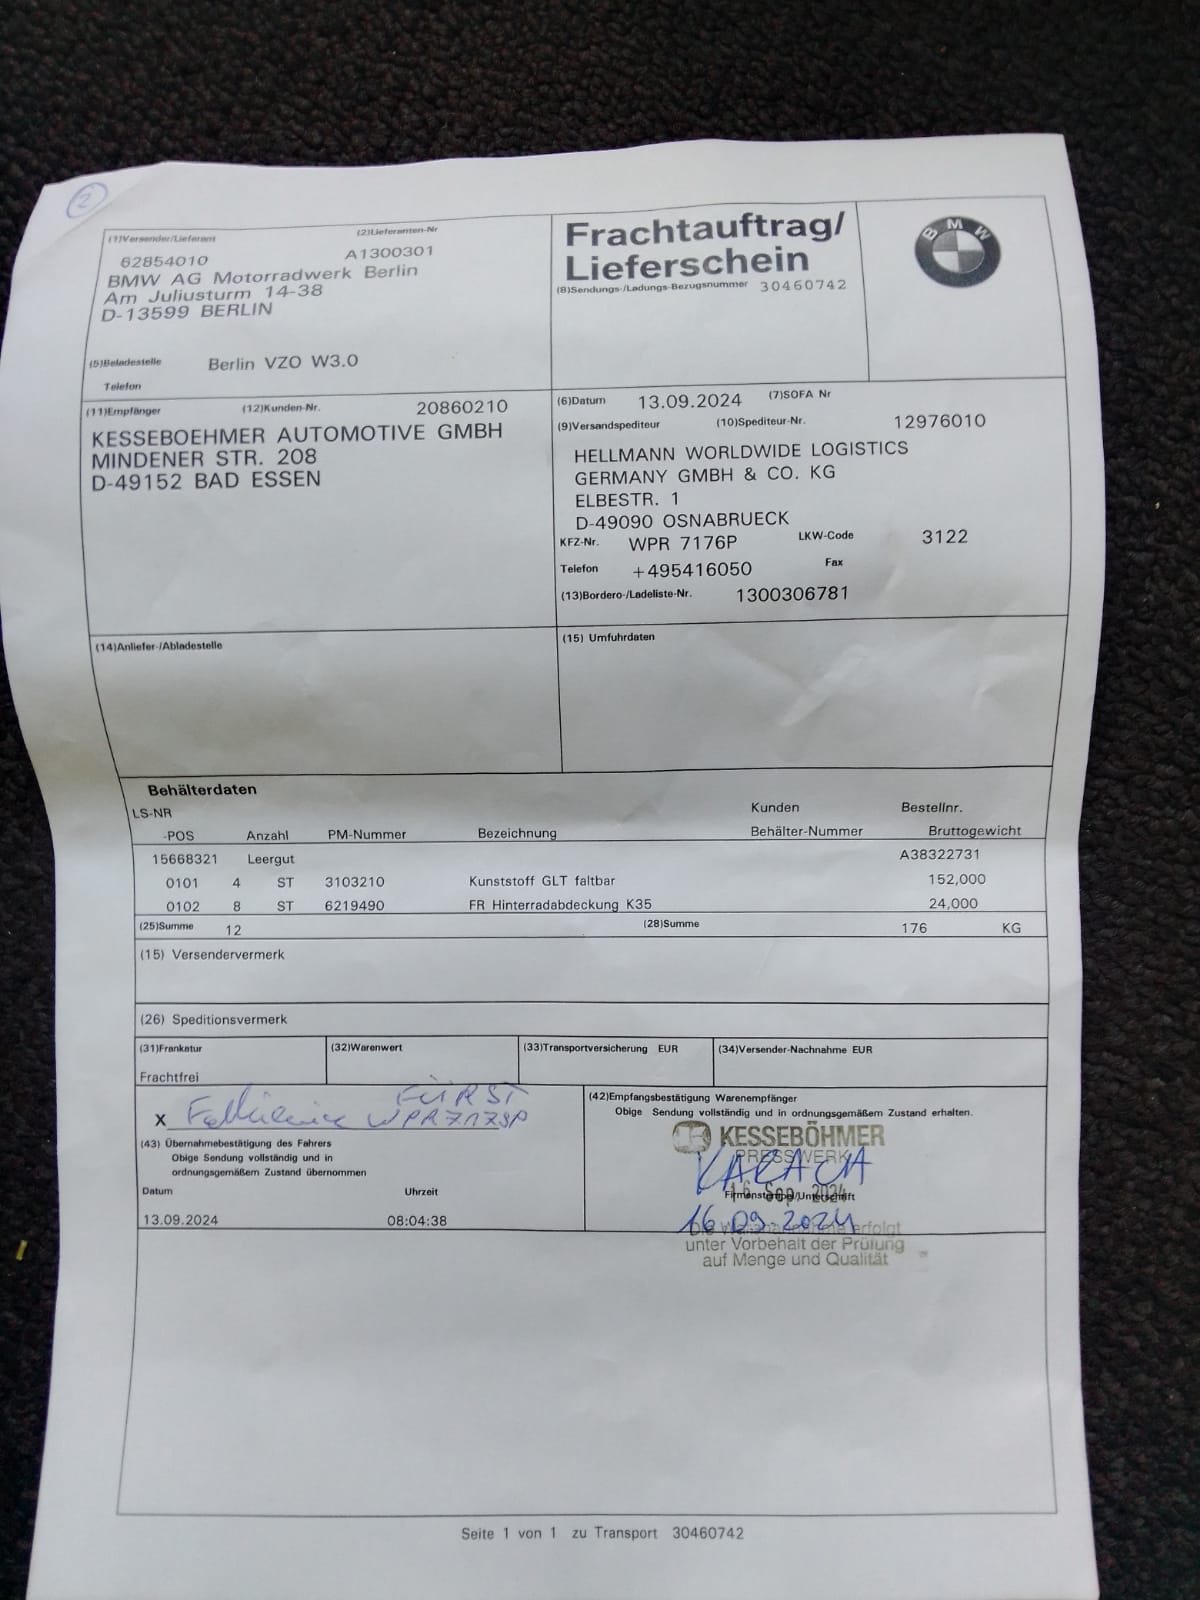 2
(1)Versender/Lieferant
(2)Lieferanten-Nr
62854010
A1300301
BMW AG Motorradwerk Berlin
Am Juliusturm 14-38
D-13599 BERLIN
(5)Beladestelle Berlin VZO W3.0
Telefon
Frachtauftrag/
Lieferschein
(8)Sendungs-/Ladungs-Bezugsnummer 30460742
BMW
(11)Empfänger (12)Kunden-Nr. 20860210
KESSEBOEHMER AUTOMOTIVE GMBH
MINDENER STR. 208
D-49152 BAD ESSEN
(6)Datum 13.09.2024 (7)SOFA Nr
(9)Versandspediteur (10)Spediteur-Nr. 12976010
HELLMANN WORLDWIDE LOGISTICS
GERMANY GMBH & CO. KG
ELBESTR. 1
D-49090 OSNABRUECK
KFZ-Nr. WPR 7176P LKW-Code 3122
Telefon +495416050 Fax
(13)Bordero-/Ladeliste-Nr. 1300306781
(14)Anliefer-/Abladestelle
(15) Umfuhrdaten
Behälterdaten
LS-NR Kunden Bestellnr.
-POS Anzahl PM-Nummer Bezeichnung Behälter-Nummer Bruttogewicht
15668321 Leergut A38322731
0101 4 ST 3103210 Kunststoff GLT faltbar 152,000
0102 8 ST 6219490 FR Hinterradabdeckung K35 24,000
(25)Summe 12 (28)Summe 176 KG
(15) Versendervermerk
(26) Speditionsvermerk
(31)Frankatur (32)Warenwert (33)Transportversicherung EUR (34)Versender-Nachnahme EUR
Frachtfrei
FÜRST
X
(43) Übernahmebestätigung des Fahrers
Obige Sendung vollständig und in
ordnungsgemäßem Zustand übernommen
Datum Uhrzeit
13.09.2024 08:04:38
(42)Empfangsbestätigung Warenempfänger
Obige Sendung vollständig und in ordnungsgemäßem Zustand erhalten.
KESSEBÖHMER
PRESSWERK
16. Sep. 2024
Firmenstempel/Unterschrift
16.09.2024
Die Warenannahme erfolgt
unter Vorbehalt der Prüfung
auf Menge und Qualität
Seite 1 von 1 zu Transport 30460742